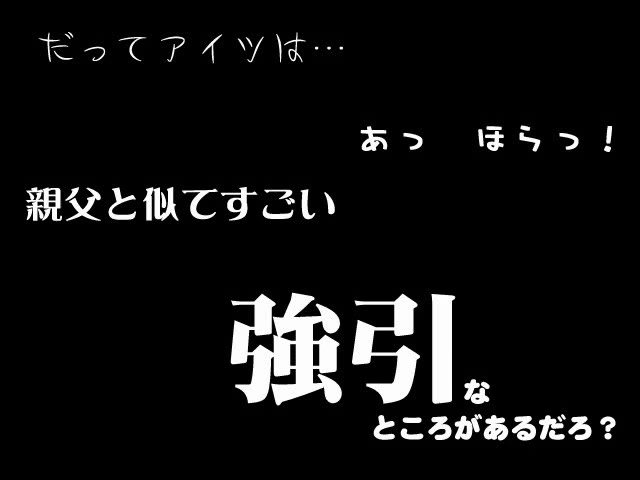 だってアイツは…
あっ　ほらっ！
親父と似てすごい
強引な
ところがあるだろ？